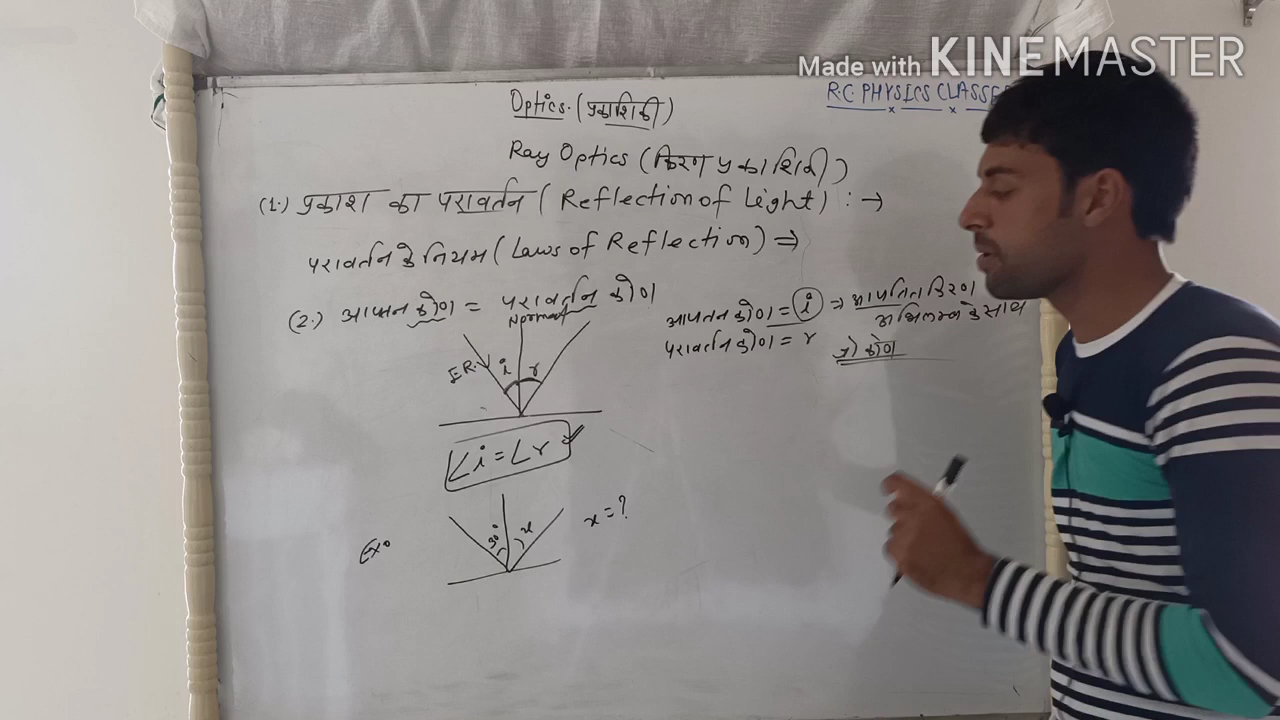 Made with KINEMASTER
RC PHYSICS CLASSE
Optics. (प्रकाशिकी)
Ray Optics (किरण प्रकाशिकी)
(1.) प्रकाश का परावर्तन (Reflection of Light) : →
परावर्तन के नियम (Laws of Reflection) ⇒
(2.) आपतन कोण = परावर्तन कोण
आपतन कोण = i ⇒ आपतित किरण
अभिलम्ब के साथ
परावर्तन कोण = r
कोण
Normal
I.R.
i r
∠i = ∠r
Ex.
30° x
x = ?